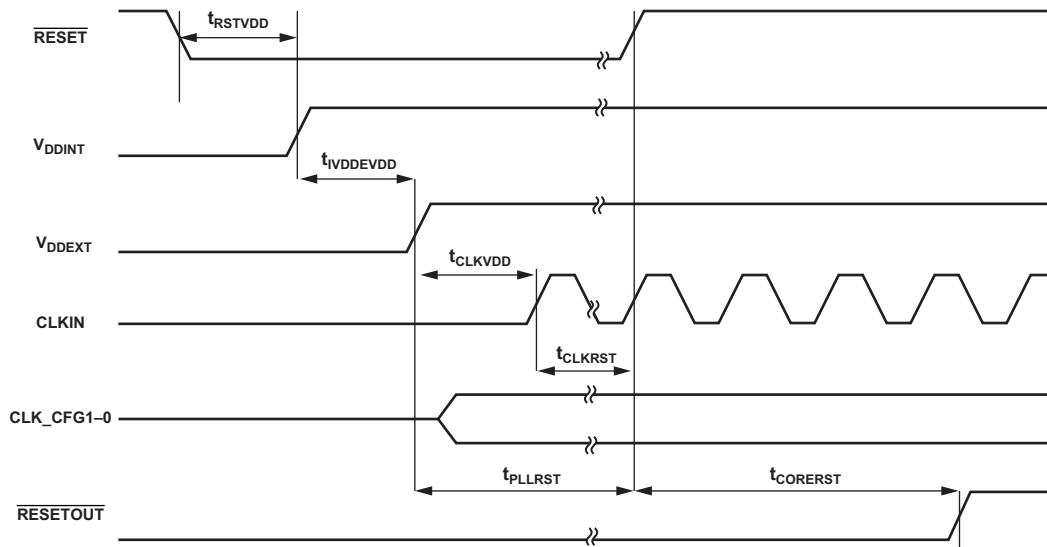 tRSTVDD
RESET
VDDINT
tIVDDEVDD
VDDEXT
tCLKVDD
CLKIN
tCLKRST
CLK_CFG1–0
tPLLRST
tCORERST
RESETOUT